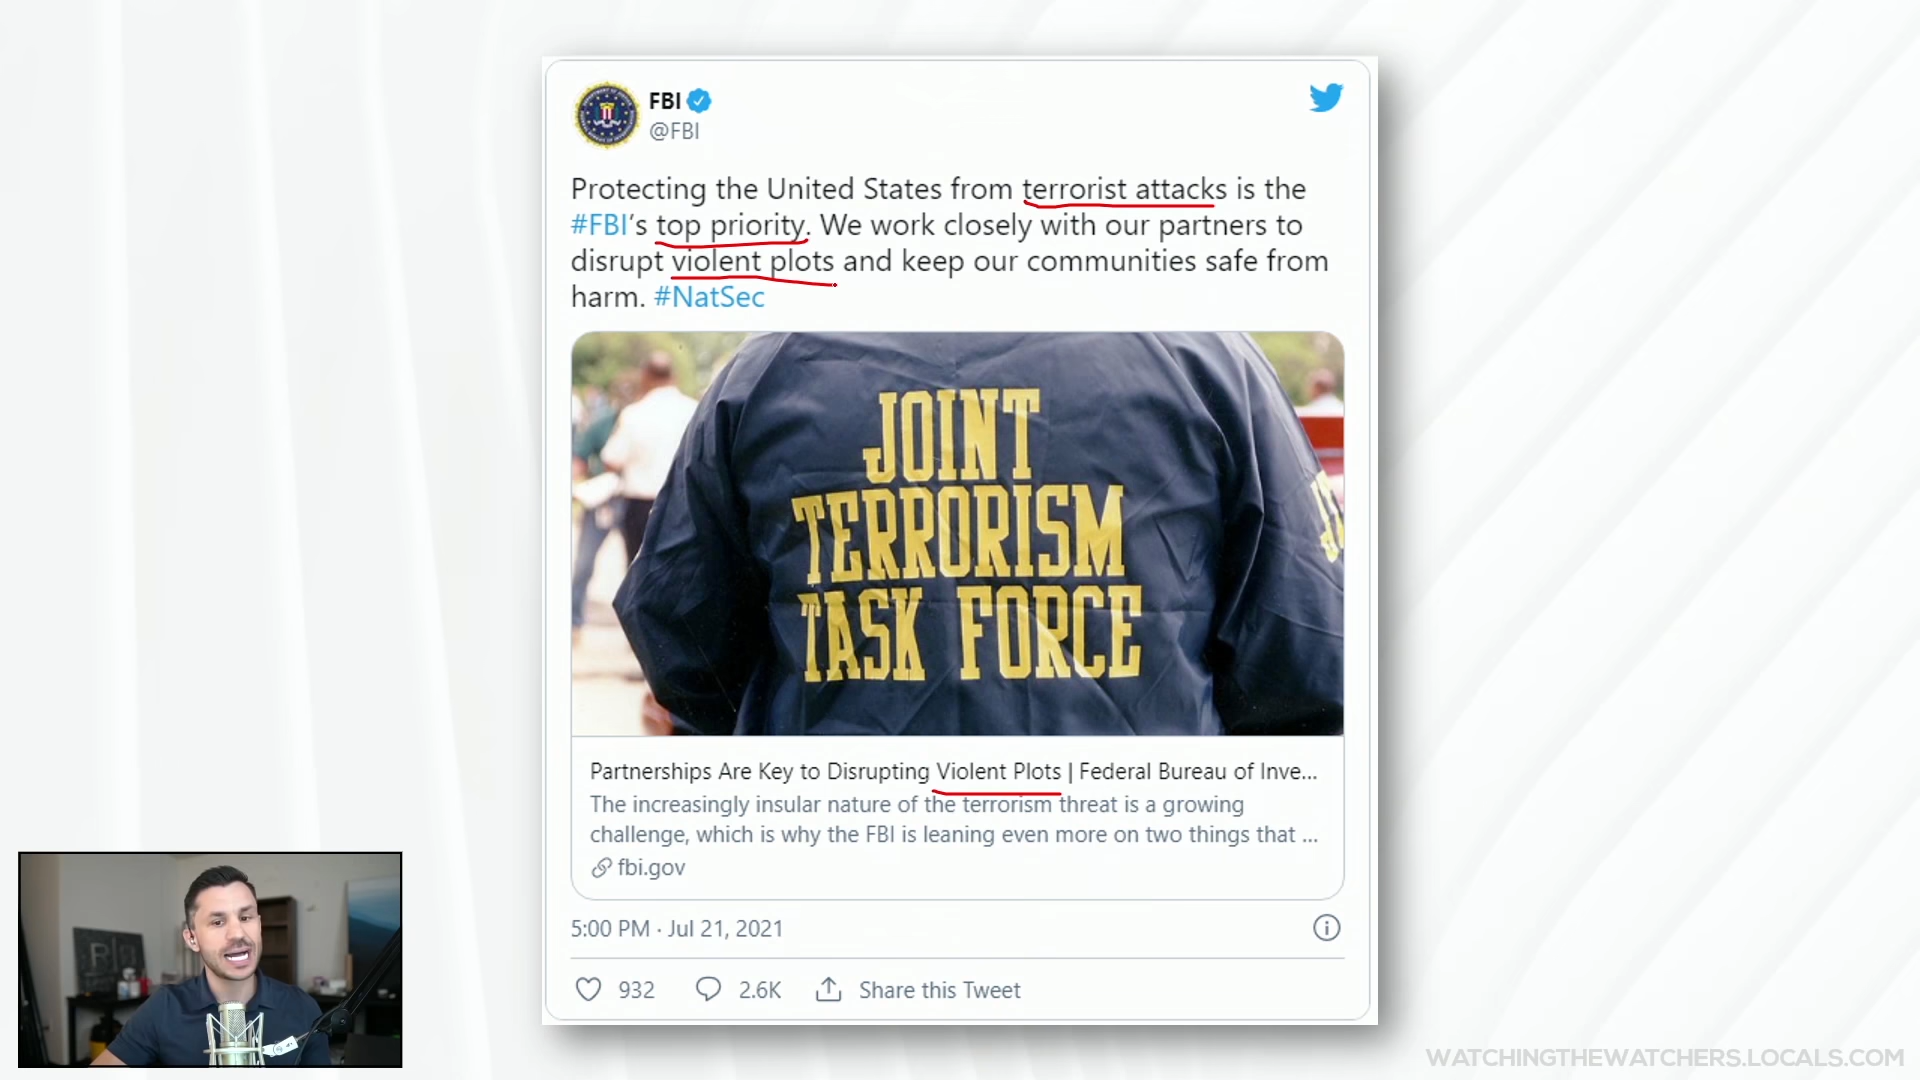 FBI
@FBI
Protecting the United States from terrorist attacks is the
#FBI's top priority. We work closely with our partners to
disrupt violent plots and keep our communities safe from
harm. #NatSec
JOINT
TERRORISM
TASK FORCE
Partnerships Are Key to Disrupting Violent Plots | Federal Bureau of Inve...
The increasingly insular nature of the terrorism threat is a growing
challenge, which is why the FBI is leaning even more on two things that ...
fbi.gov
5:00 PM · Jul 21, 2021
932 2.6K Share this Tweet
WATCHINGTHEWATCHERS.LOCALS.COM